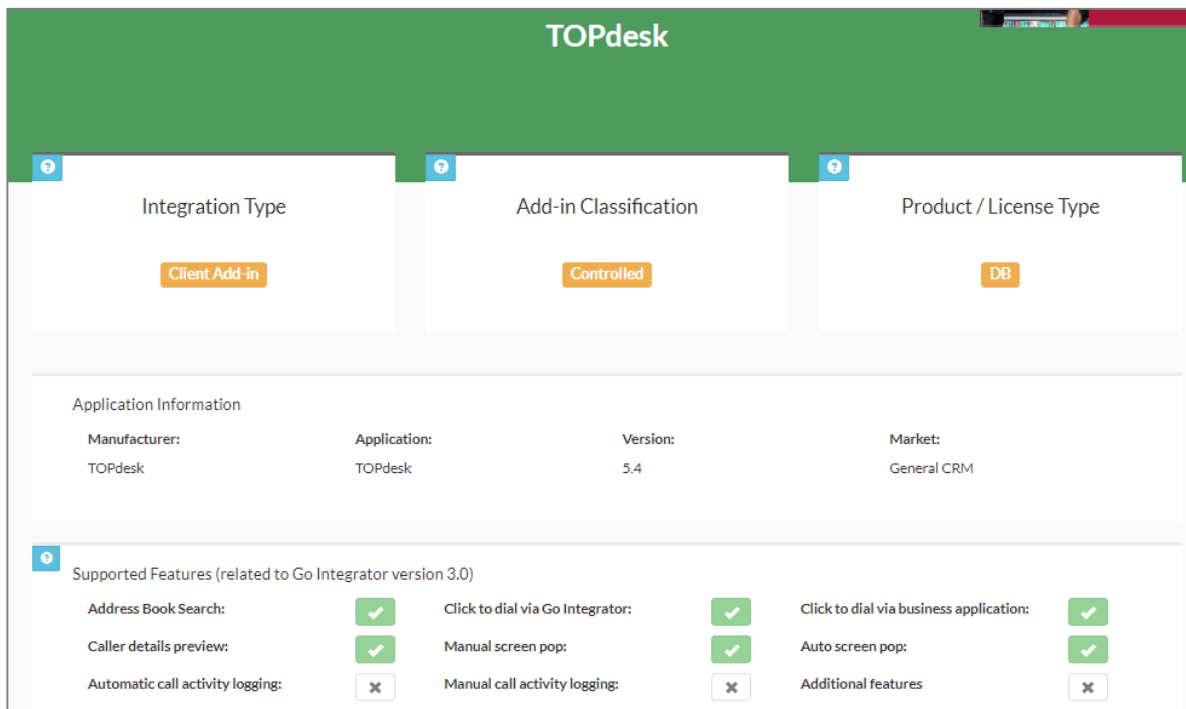 TOPdesk
Integration Type
Add-in Classification
Product / License Type
Client Add-in
Controlled
DB
Application Information
Manufacturer: Application: Version: Market:
TOPdesk TOPdesk 5.4 General CRM
Supported Features (related to Go Integrator version 3.0)
Address Book Search: Click to dial via Go Integrator: Click to dial via business application:
Caller details preview: Manual screen pop: Auto screen pop:
Automatic call activity logging: Manual call activity logging: Additional features